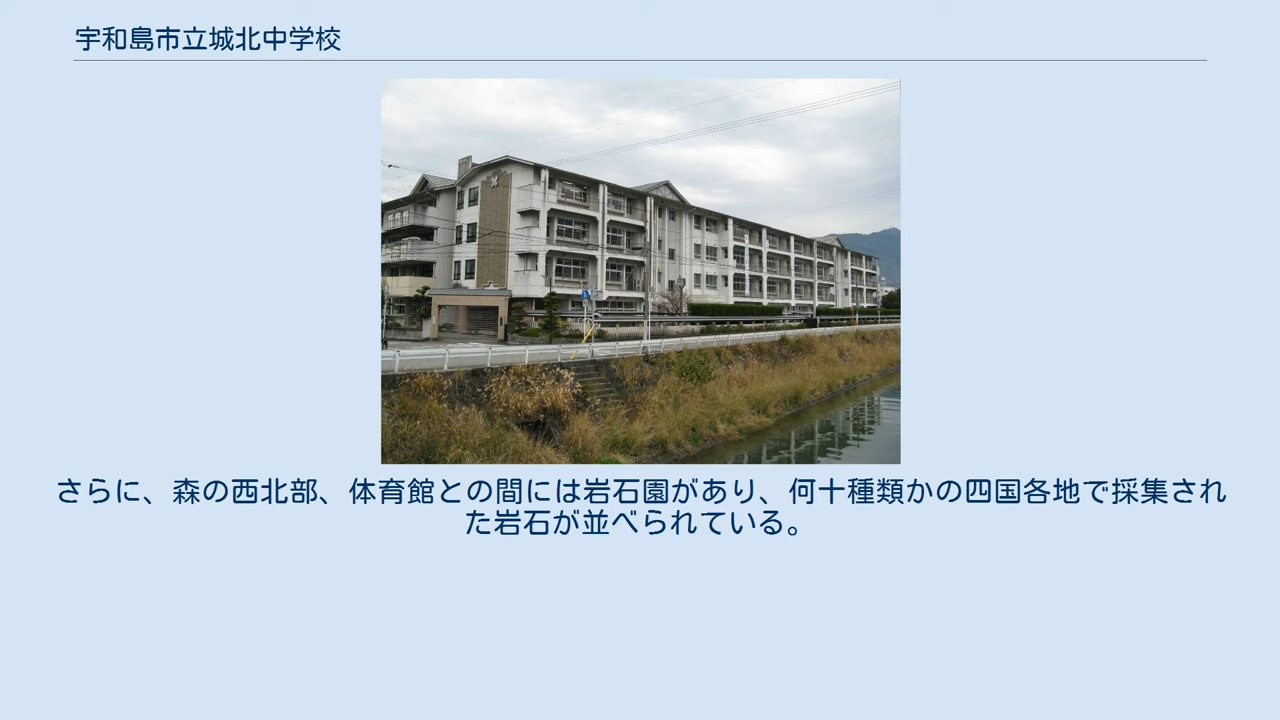 宇和島市立城北中学校
さらに、森の西北部、体育館との間には岩石園があり、何十種類かの四国各地で採集され
た岩石が並べられている。